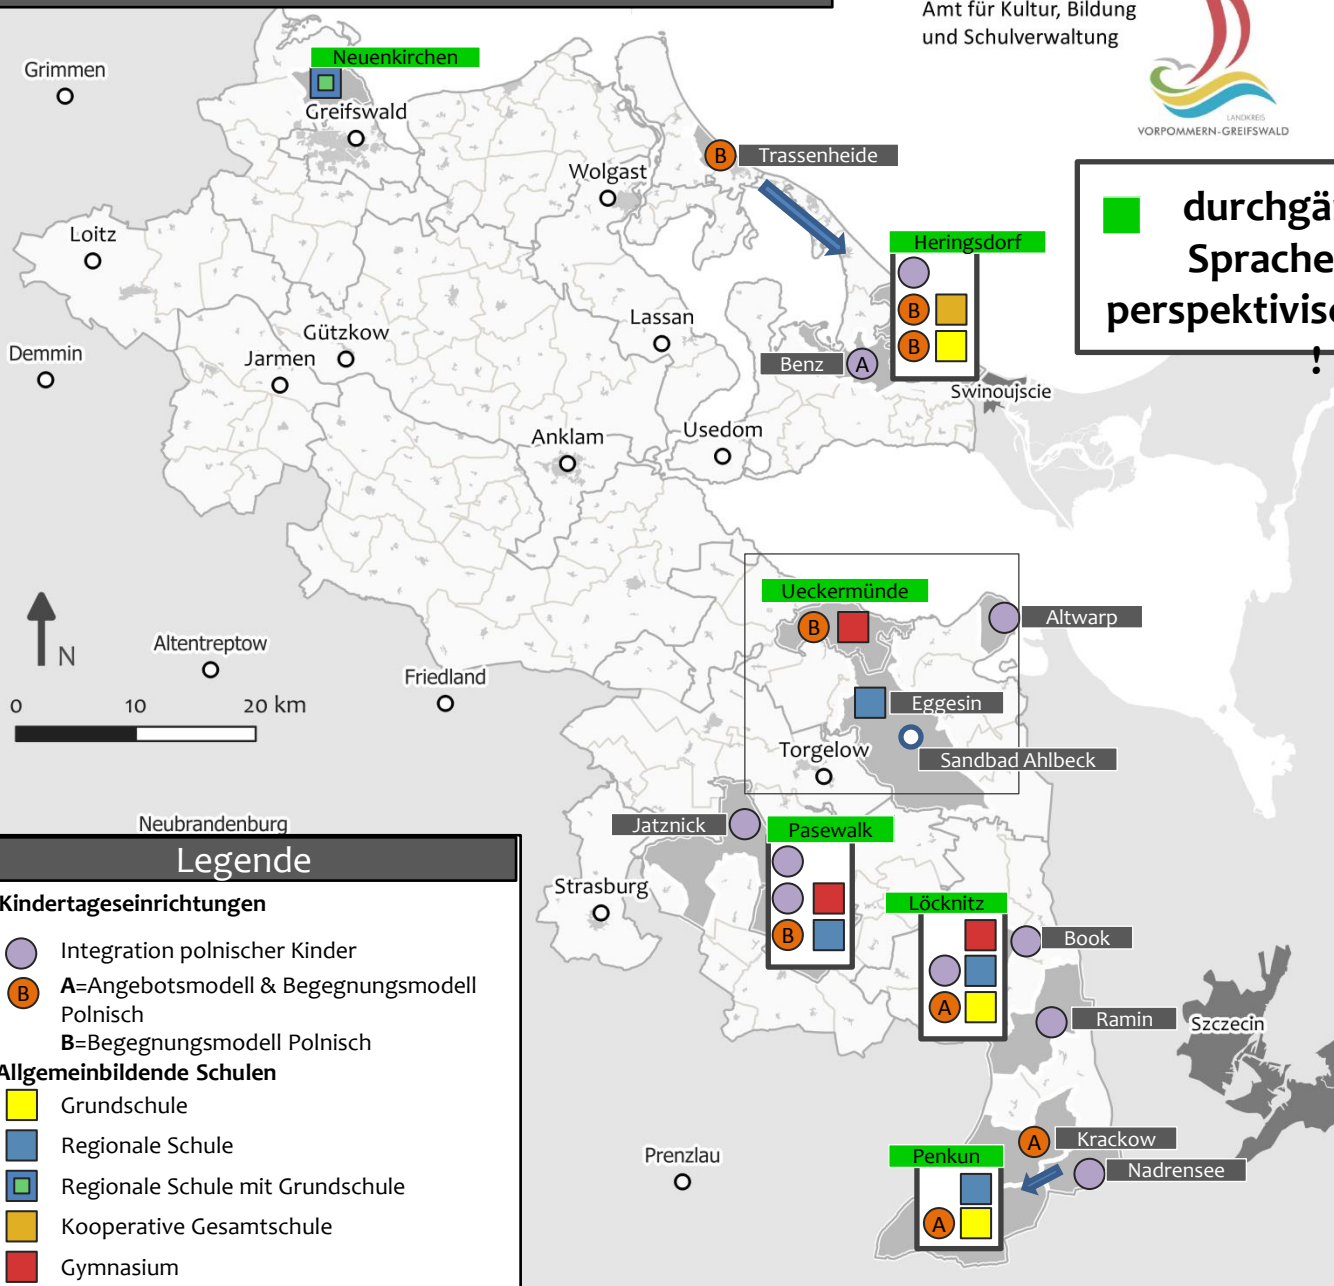 Amt für Kultur, Bildung
und Schulverwaltung
LANDKREIS
VORPOMMERN-GREIFSWALD
Neuenkirchen
Grimmen
Greifswald
B
Trassenheide
Wolgast
Loitz
Heringsdorf
B
B
Lassan
Gützkow
Demmin
Jarmen
Benz
A
Swinoujscie
Sprache
!
Anklam
Usedom
Ueckermünde
B
Altwarp
N
Altentreptow
Friedland
Eggesin
0 10 20 km
Torgelow
Sandbad Ahlbeck
Neubrandenburg
Jatznick
Pasewalk
B
Strasburg
Löcknitz
A
Book
Ramin
Szczecin
Krackow
A
Nadrensee
Prenzlau
Penkun
A
Legende
Kindertageseinrichtungen
Integration polnischer Kinder
B
A=Angebotsmodell & Begegnungsmodell
Polnisch
B=Begegnungsmodell Polnisch
Allgemeinbildende Schulen
Grundschule
Regionale Schule
Regionale Schule mit Grundschule
Kooperative Gesamtschule
Gymnasium